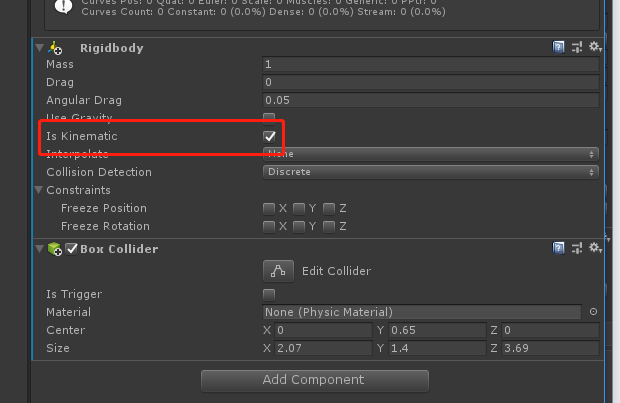 Curves Pos: 0 Quat: 0 Euler: 0 Scale: 0 Muscles: 0 Generic: 0 PPtr: 0
Curves Count: 0 Constant: 0 (0.0%) Dense: 0 (0.0%) Stream: 0 (0.0%)
Rigidbody
Mass 1
Drag 0
Angular Drag 0.05
Use Gravity
Is Kinematic
Interpolate None
Collision Detection Discrete
Constraints
Freeze Position X Y Z
Freeze Rotation X Y Z
Box Collider
Edit Collider
Is Trigger
Material None (Physic Material)
Center X 0 Y 0.65 Z 0
Size X 2.07 Y 1.4 Z 3.69
Add Component